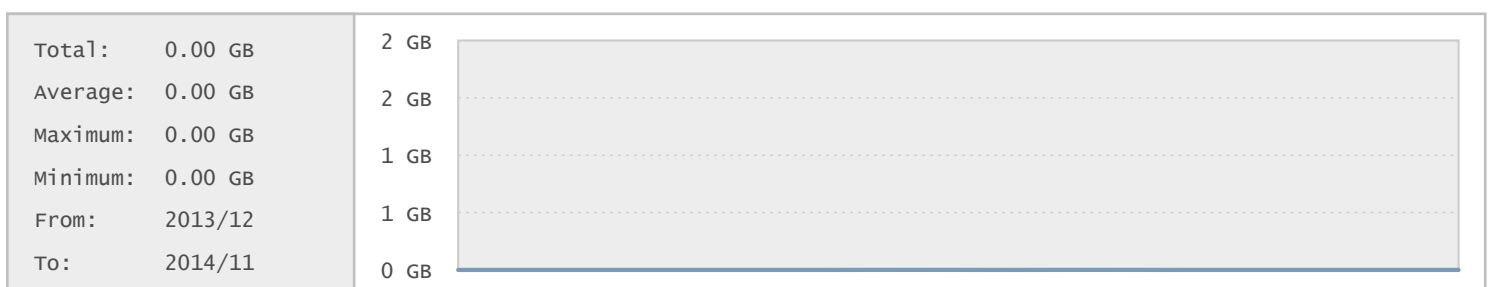 Total: 0.00 GB
Average: 0.00 GB
Maximum: 0.00 GB
Minimum: 0.00 GB
From: 2013/12
To: 2014/11
2 GB
2 GB
1 GB
1 GB
0 GB